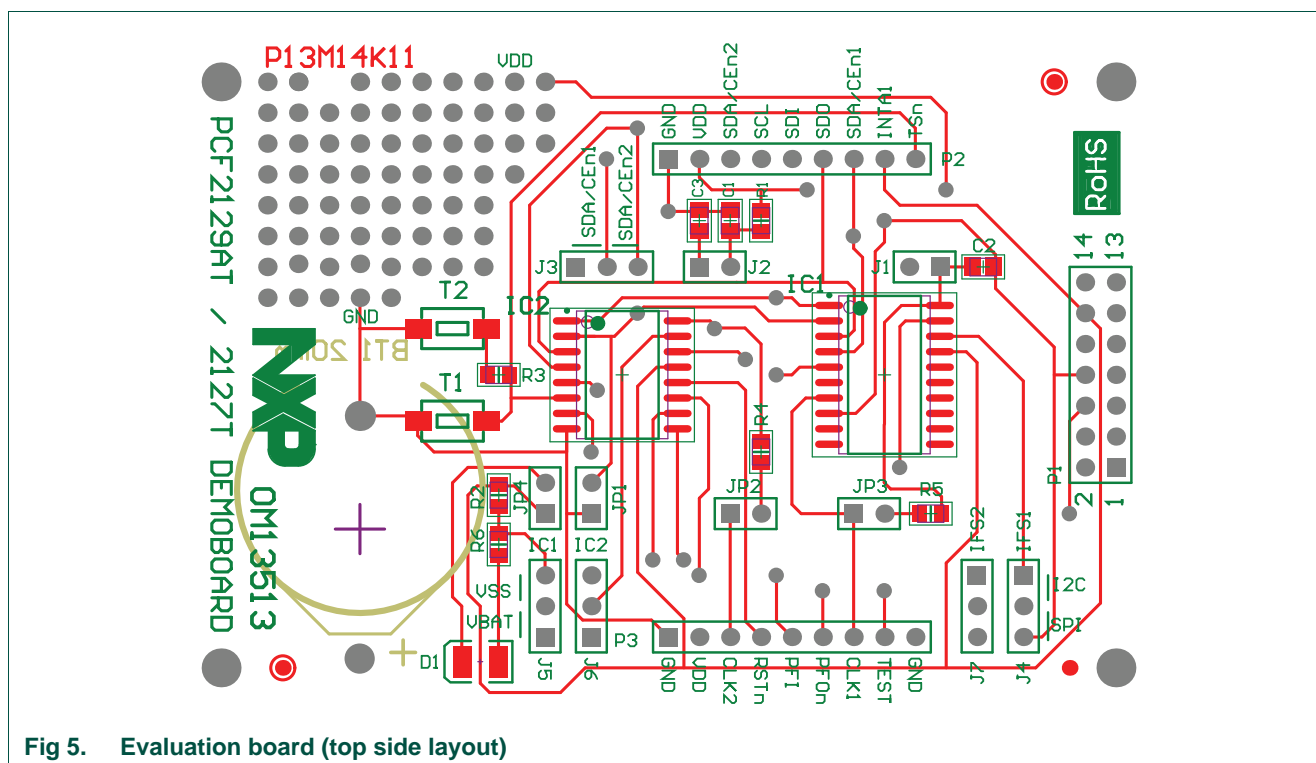 P13M14K11
VDD
GND
VDD
SDA/CEn2
SCL
SDI
SDO
SDA/CEn1
INTA1
TSn
P2
RoHS
PCF2129AT / 2127T DEMOBOARD
SDA/CEn1
SDA/CEn2
C3
C1
R1
J3
J2
J1
C2
14
13
T2
IC2
IC1
GND
NXP
R3
T1
R4
P1
2
1
OM13513
R2
JP4
JP1
JP2
JP3
R5
R6
IC1
IC2
IFS2
IFS1
VSS
I2C
VBAT
SPI
P3
D1
J5
J6
GND
VDD
CLK2
RSTn
PFI
PFOn
CLK1
TEST
GND
J7
J4
Fig 5. Evaluation board (top side layout)